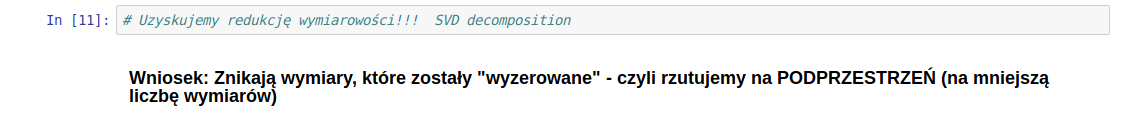 In [11]: # Uzyskujemy redukcję wymiarowości!!!  SVD decomposition
Wniosek: Znikają wymiary, które zostały "wyzerowane" - czyli rzutujemy na PODPRZESTRZEŃ (na mniejszą
liczbę wymiarów)